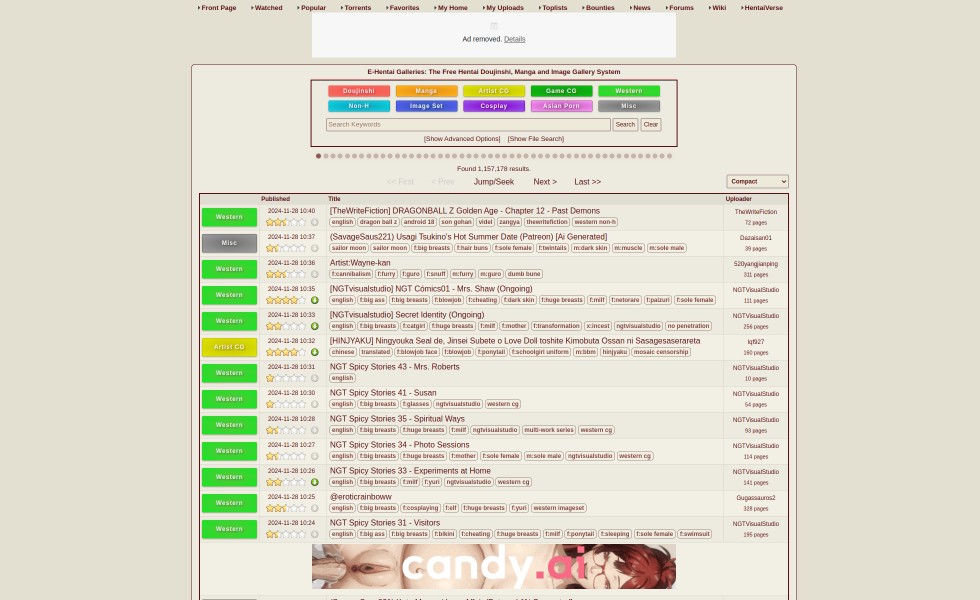 Front Page Watched Popular Torrents Favorites My Home My Uploads Toplists Bounties News Forums Wiki HentaiVerse
Ad removed. Details
E-Hentai Galleries: The Free Hentai Doujinshi, Manga and Image Gallery System
Doujinshi Manga Artist CG Game CG Western
Non-H Image Set Cosplay Asian Porn Misc
Search Keywords Search Clear
[Show Advanced Options] [Show File Search]
Found 1,157,178 results.
<< First < Prev Jump/Seek Next > Last >> Compact
Published Title Uploader
Western 2024-11-28 10:40 [TheWriteFiction] DRAGONBALL Z Golden Age - Chapter 12 - Past Demons TheWriteFiction
english dragon ball z android 18 son gohan videl zangya thewritefiction western non-h 72 pages
Misc 2024-11-28 10:37 (SavageSaus221) Usagi Tsukino's Hot Summer Date (Patreon) [Ai Generated] Dazaisan01
sailor moon sailor moon f:big breasts f:hair buns f:sole female f:twintails m:dark skin m:muscle m:sole male 39 pages
Western 2024-11-28 10:36 Artist:Wayne-kan 520yangjianping
f:cannibalism f:furry f:guro f:snuff m:furry m:guro dumb bune 311 pages
Western 2024-11-28 10:35 [NGTvisualstudio] NGT Cómics01 - Mrs. Shaw (Ongoing) NGTVisualStudio
english f:big ass f:big breasts f:blowjob f:cheating f:dark skin f:huge breasts f:milf f:netorare f:paizuri f:sole female 111 pages
Western 2024-11-28 10:33 [NGTvisualstudio] Secret Identity (Ongoing) NGTVisualStudio
english f:big breasts f:catgirl f:huge breasts f:milf f:mother f:transformation x:incest ngtvisualstudio no penetration 256 pages
Artist CG 2024-11-28 10:32 [HINJYAKU] Ningyouka Seal de, Jinsei Subete o Love Doll toshite Kimobuta Ossan ni Sasagesaserareta lqf927
chinese translated f:blowjob face f:blowjob f:ponytail f:schoolgirl uniform m:bbm hinjyaku mosaic censorship 160 pages
Western 2024-11-28 10:31 NGT Spicy Stories 43 - Mrs. Roberts NGTVisualStudio
english 10 pages
Western 2024-11-28 10:30 NGT Spicy Stories 41 - Susan NGTVisualStudio
english f:big breasts f:glasses ngtvisualstudio western cg 54 pages
Western 2024-11-28 10:28 NGT Spicy Stories 35 - Spiritual Ways NGTVisualStudio
english f:big breasts f:huge breasts f:milf ngtvisualstudio multi-work series western cg 93 pages
Western 2024-11-28 10:27 NGT Spicy Stories 34 - Photo Sessions NGTVisualStudio
english f:big breasts f:huge breasts f:mother f:sole female m:sole male ngtvisualstudio western cg 114 pages
Western 2024-11-28 10:26 NGT Spicy Stories 33 - Experiments at Home NGTVisualStudio
english f:big breasts f:milf f:yuri ngtvisualstudio western cg 141 pages
Western 2024-11-28 10:25 @eroticrainboww Gugassauros2
english f:big breasts f:cosplaying f:elf f:huge breasts f:yuri western imageset 328 pages
Western 2024-11-28 10:24 NGT Spicy Stories 31 - Visitors NGTVisualStudio
english f:big ass f:big breasts f:bikini f:cheating f:huge breasts f:milf f:ponytail f:sleeping f:sole female f:swimsuit 195 pages
candy.ai